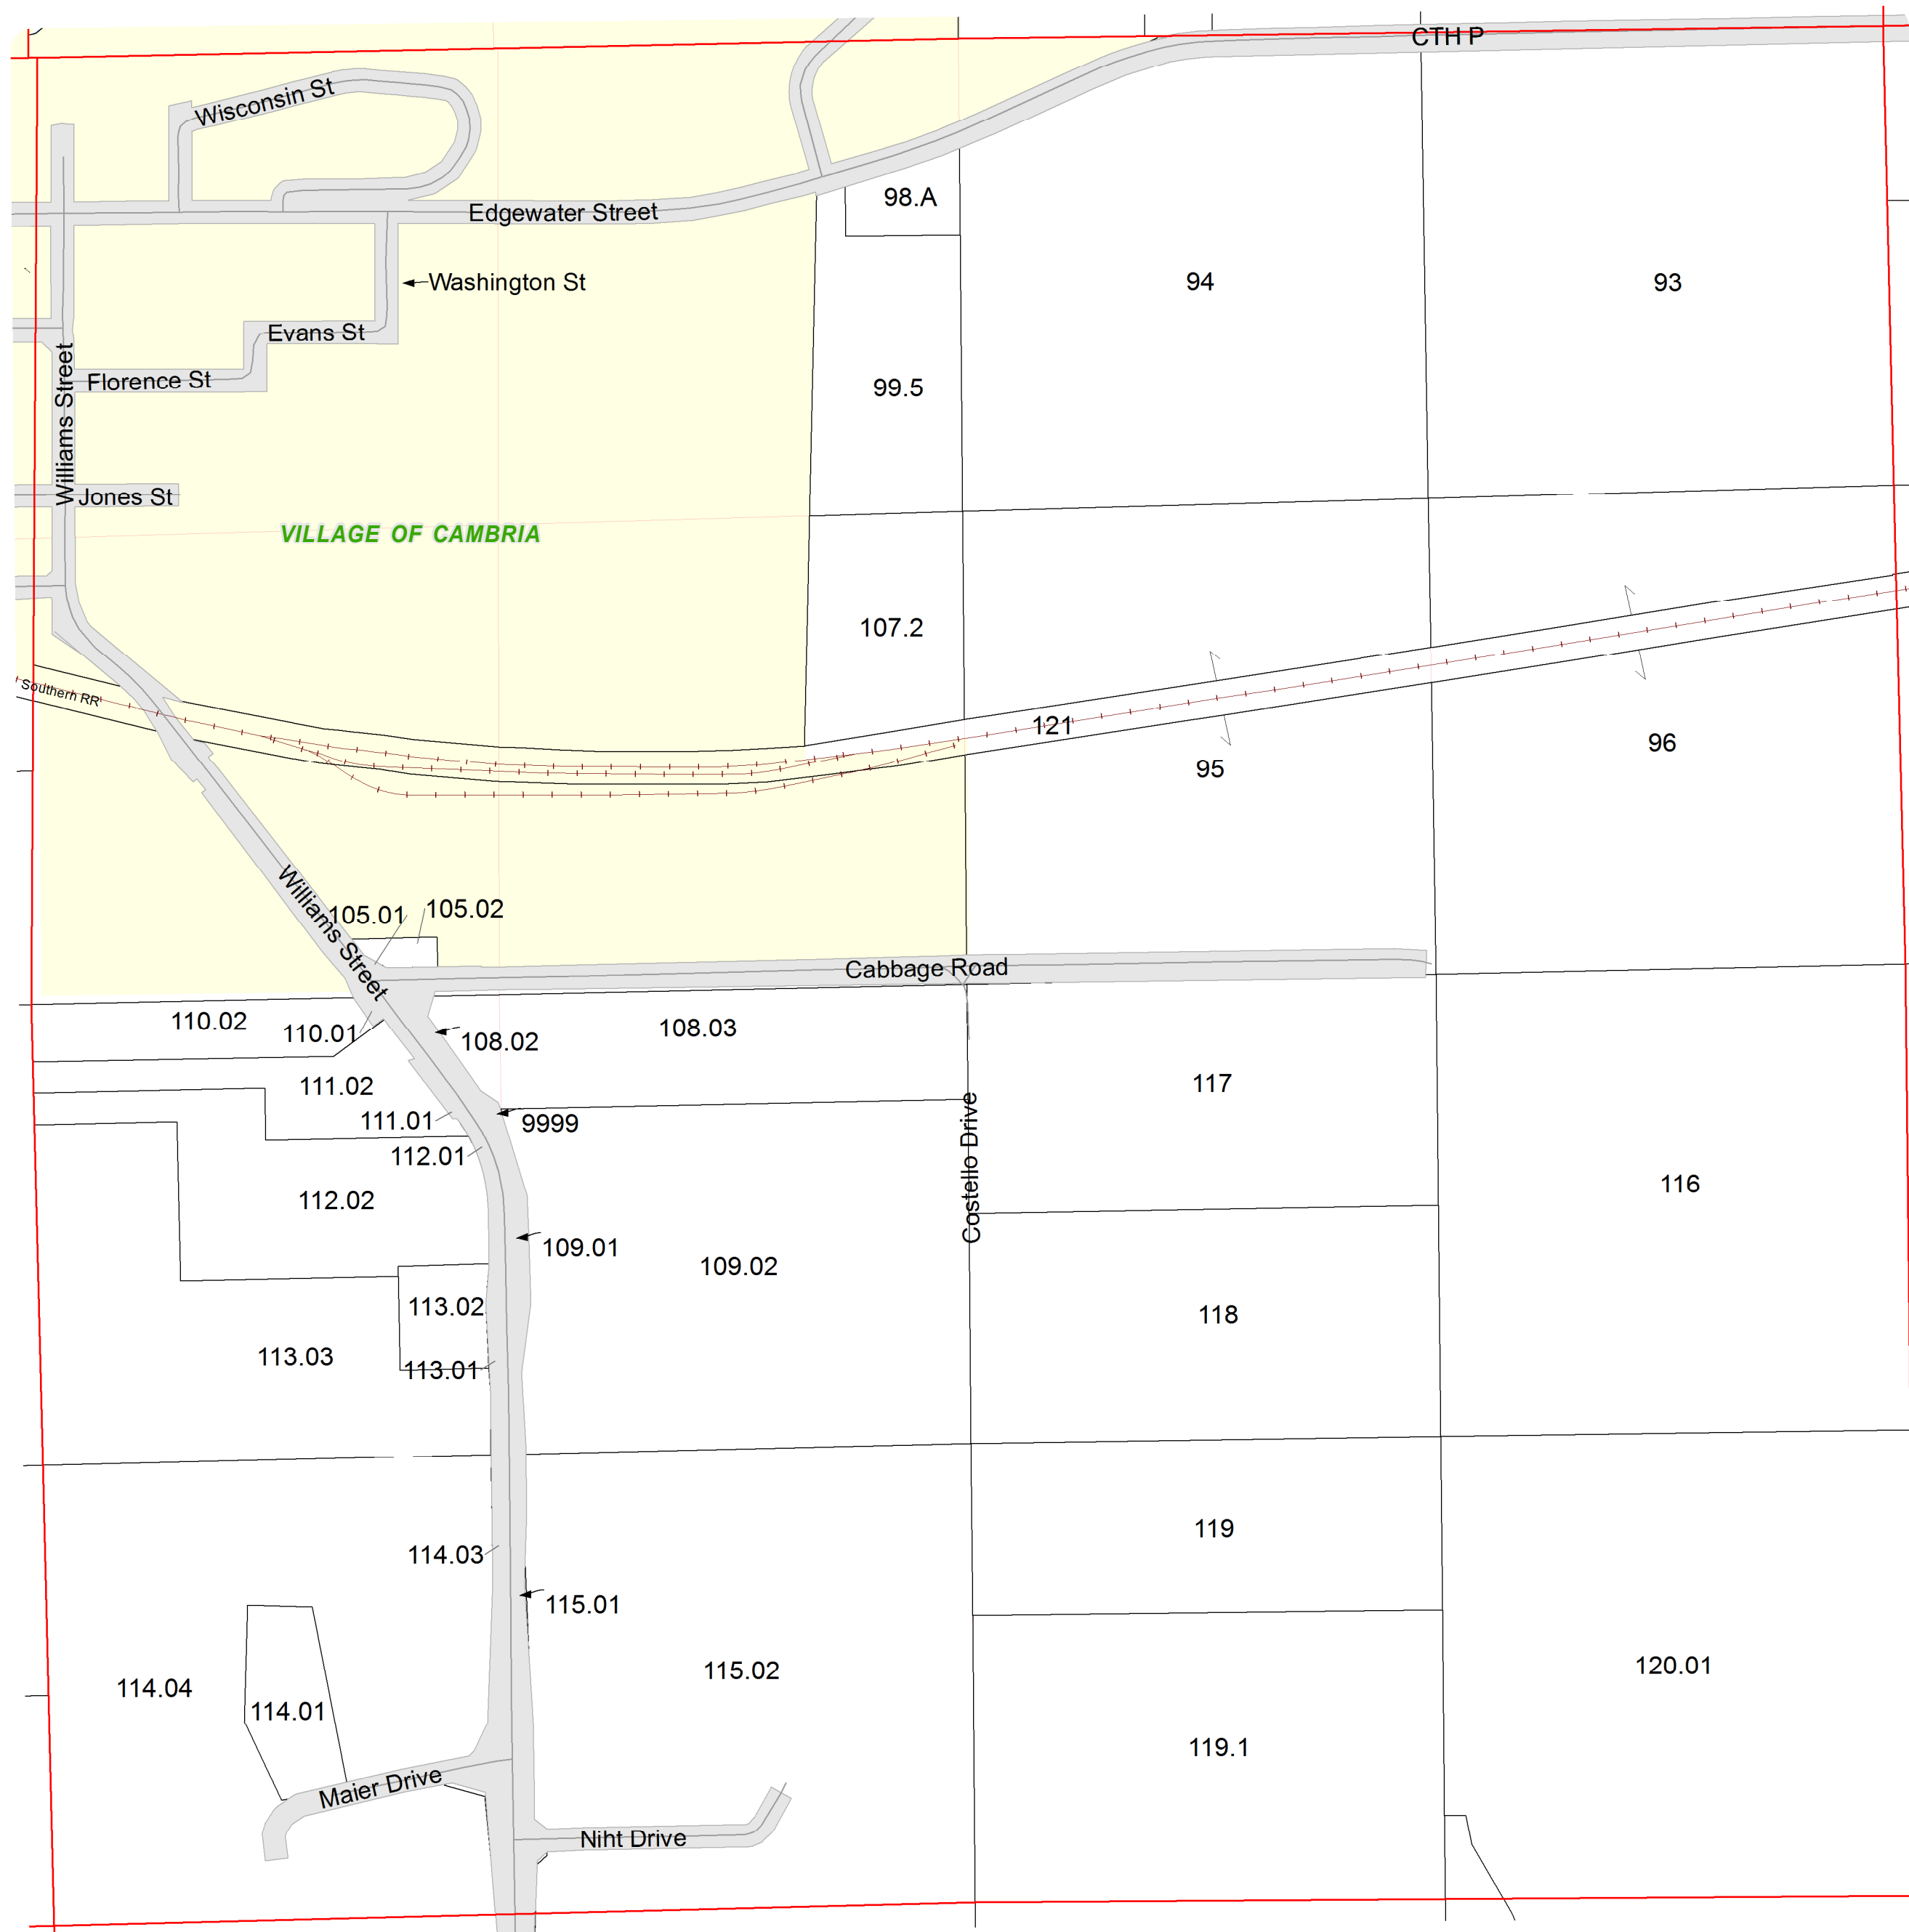 CTH P
Wisconsin St
98.A
Edgewater Street
Washington St
94
93
Evans St
Williams Street
Florence St
99.5
Jones St
VILLAGE OF CAMBRIA
107.2
Southern RR
121
95
96
Williams Street
105.01
105.02
Cabbage Road
110.02
110.01
108.02
108.03
111.02
117
111.01
9999
Costello Drive
112.01
112.02
116
109.01
109.02
113.02
118
113.03
113.01
119
114.03
115.01
115.02
120.01
114.04
114.01
119.1
Maier Drive
Niht Drive